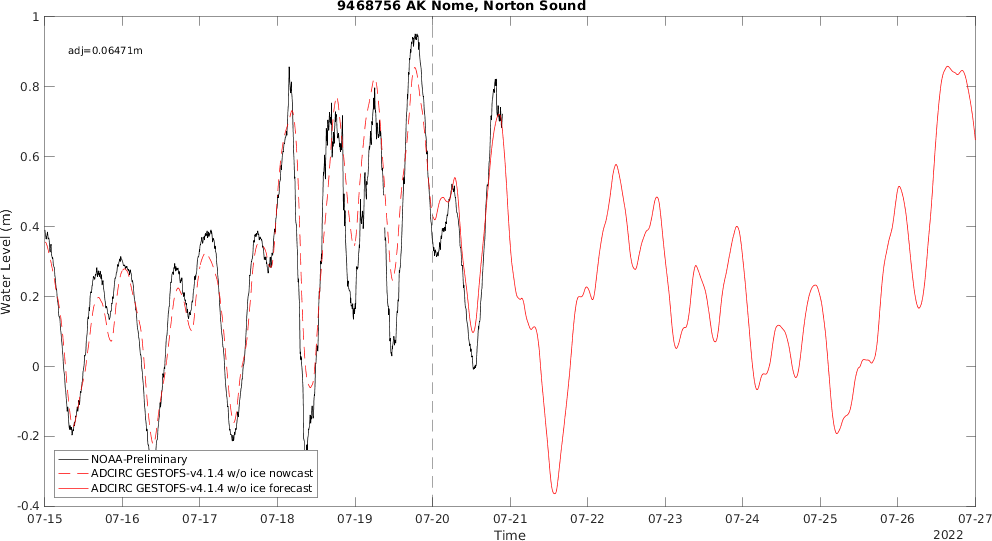 9468756 AK Nome, Norton Sound
adj=0.06471m
Water Level (m)
1
0.8
0.6
0.4
0.2
0
-0.2
-0.4
NOAA-Preliminary
ADCIRC GESTOFS-v4.1.4 w/o ice nowcast
ADCIRC GESTOFS-v4.1.4 w/o ice forecast
07-15 07-16 07-17 07-18 07-19 07-20 07-21 07-22 07-23 07-24 07-25 07-26 07-27
Time
2022